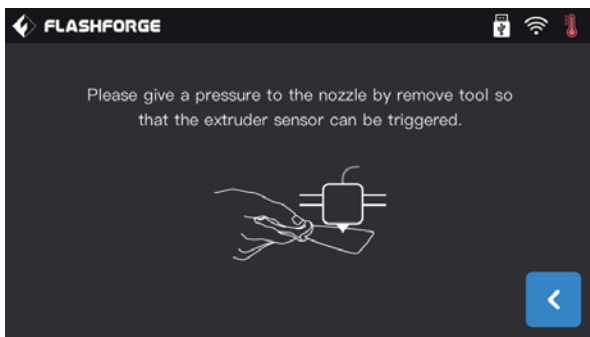 FLASHFORGE
Please give a pressure to the nozzle by remove tool so
that the extruder sensor can be triggered.